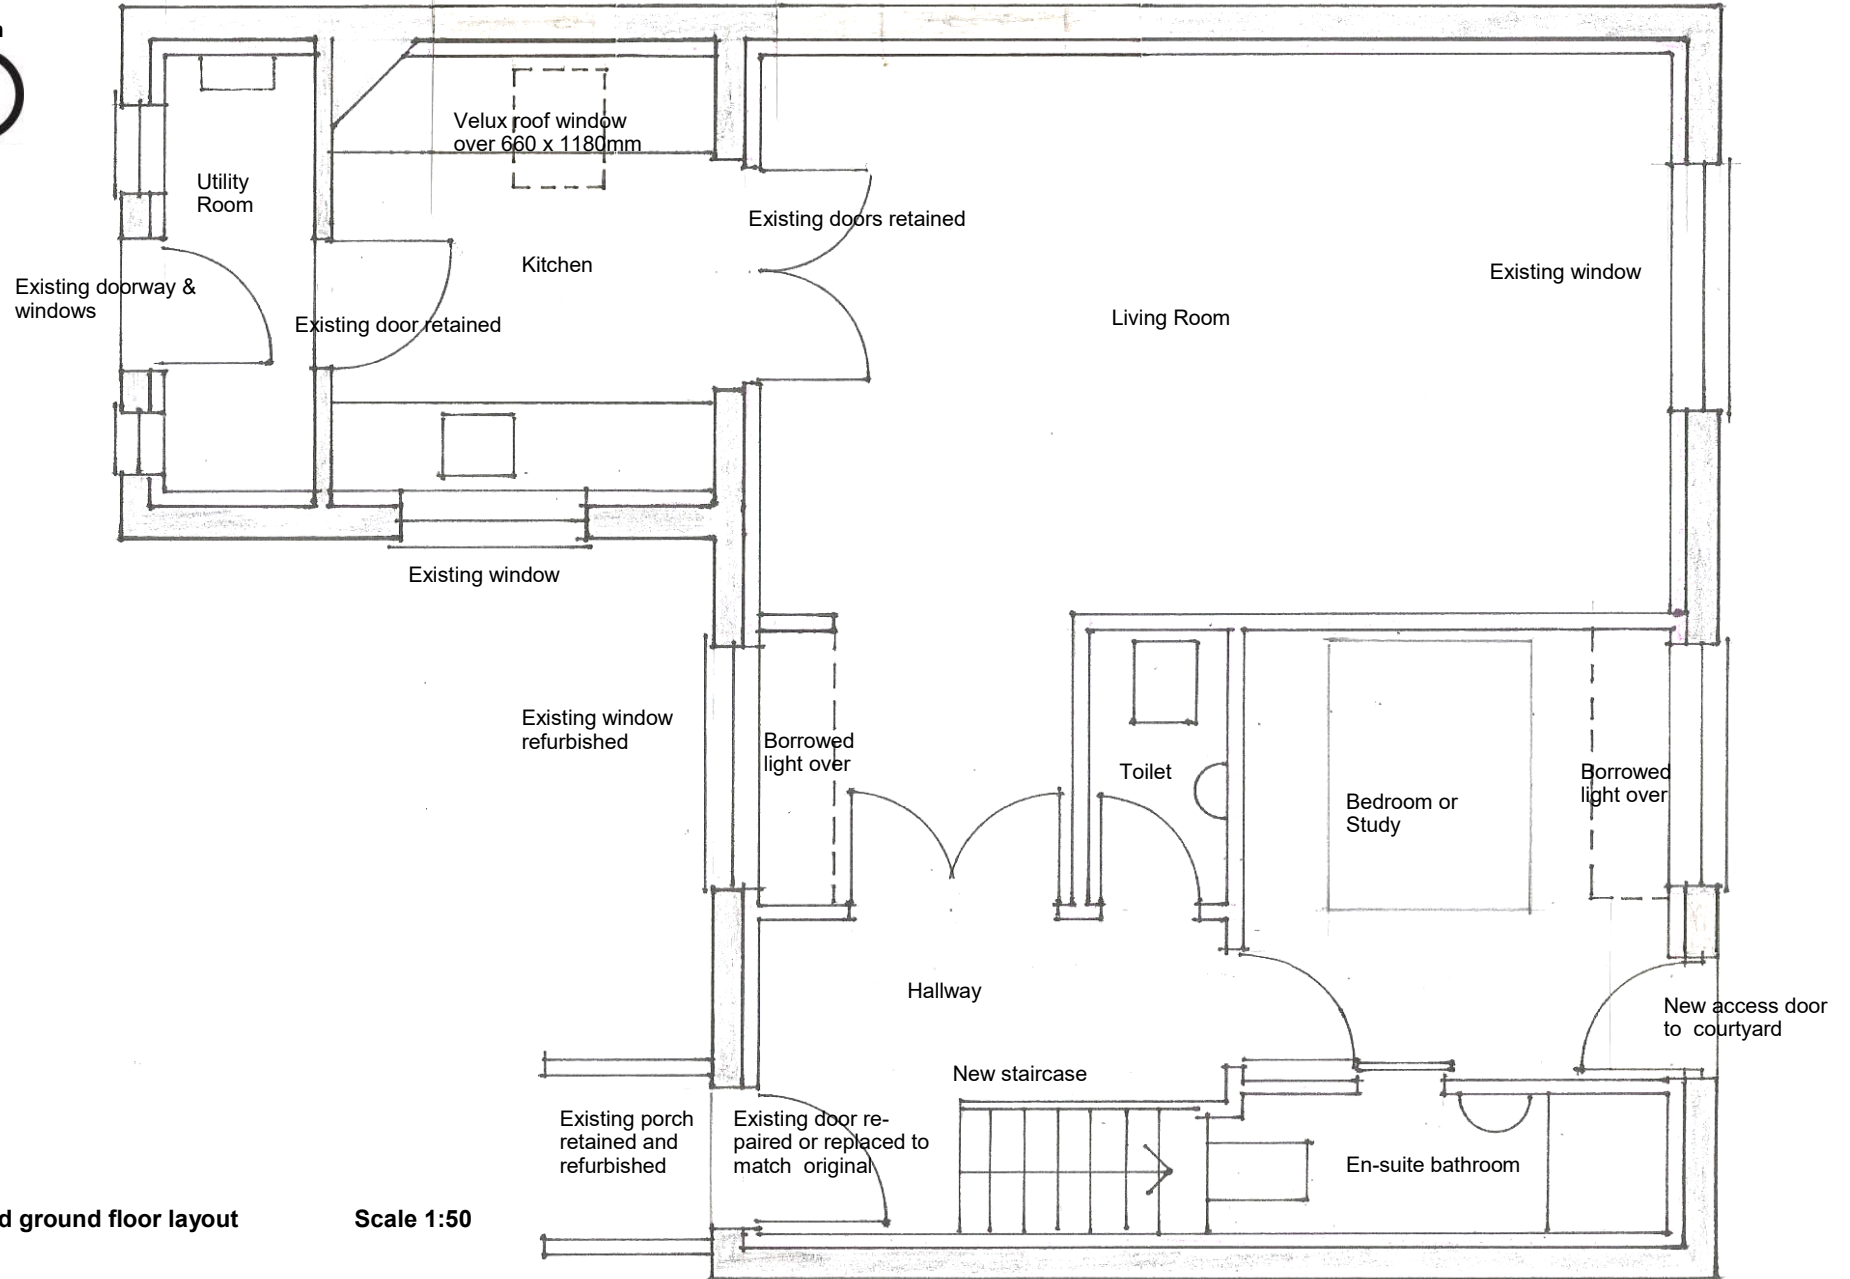 Velux roof window
over 660 x 1180mm
Utility
Room
Existing doors retained
Kitchen
Existing window
Existing doorway &
windows
Existing door retained
Living Room
Existing window
Existing window
refurbished
Borrowed
light over
Toilet
Bedroom or
Study
Borrowed
light over
Hallway
New access door
to courtyard
New staircase
Existing porch
retained and
refurbished
Existing door re-
paired or replaced to
match original
En-suite bathroom
d ground floor layout
Scale 1:50